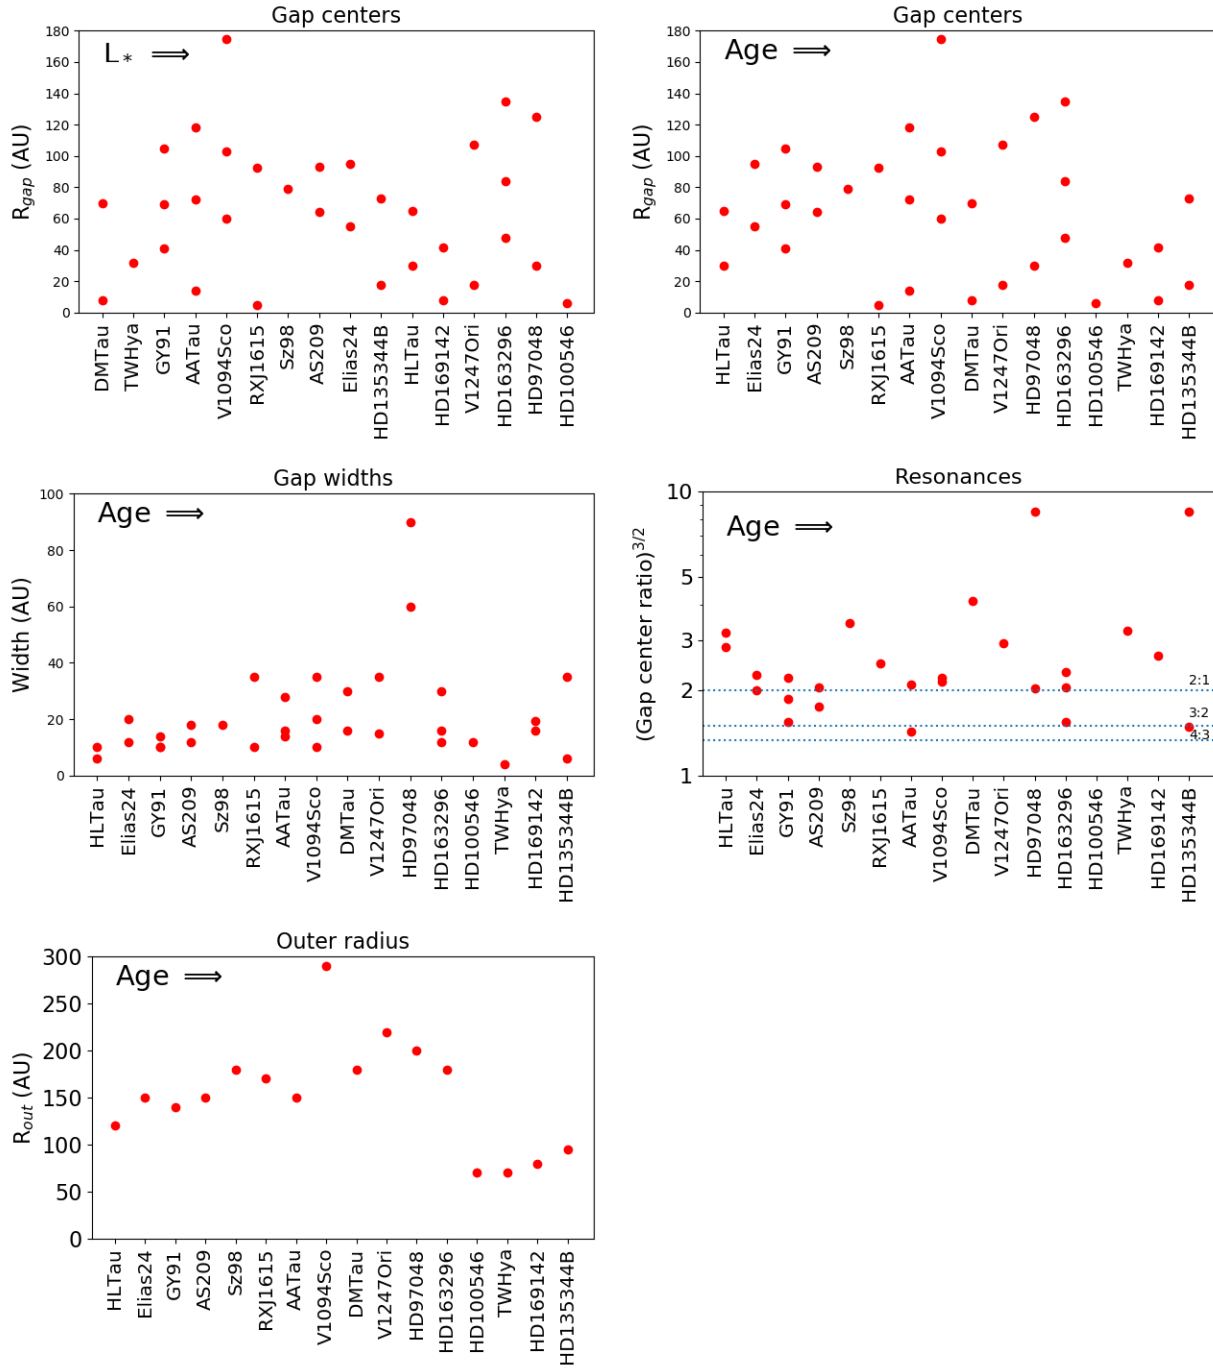 Gap centers
L* ⟹
R_gap (AU)
180
160
140
120
100
80
60
40
20
0
DMTau
TWHya
GY91
AATau
V1094Sco
RXJ1615
Sz98
AS209
Elias24
HD135344B
HLTau
HD169142
V1247Ori
HD163296
HD97048
HD100546
Gap centers
Age ⟹
R_gap (AU)
180
160
140
120
100
80
60
40
20
0
HLTau
Elias24
GY91
AS209
Sz98
RXJ1615
AATau
V1094Sco
DMTau
V1247Ori
HD97048
HD163296
HD100546
TWHya
HD169142
HD135344B
Gap widths
Age ⟹
Width (AU)
100
80
60
40
20
0
HLTau
Elias24
GY91
AS209
Sz98
RXJ1615
AATau
V1094Sco
DMTau
V1247Ori
HD97048
HD163296
HD100546
TWHya
HD169142
HD135344B
Resonances
Age ⟹
(Gap center ratio)^3/2
10
5
3
2
1
2:1
3:2
4:3
HLTau
Elias24
GY91
AS209
Sz98
RXJ1615
AATau
V1094Sco
DMTau
V1247Ori
HD97048
HD163296
HD100546
TWHya
HD169142
HD135344B
Outer radius
Age ⟹
R_out (AU)
300
250
200
150
100
50
0
HLTau
Elias24
GY91
AS209
Sz98
RXJ1615
AATau
V1094Sco
DMTau
V1247Ori
HD97048
HD163296
HD100546
TWHya
HD169142
HD135344B